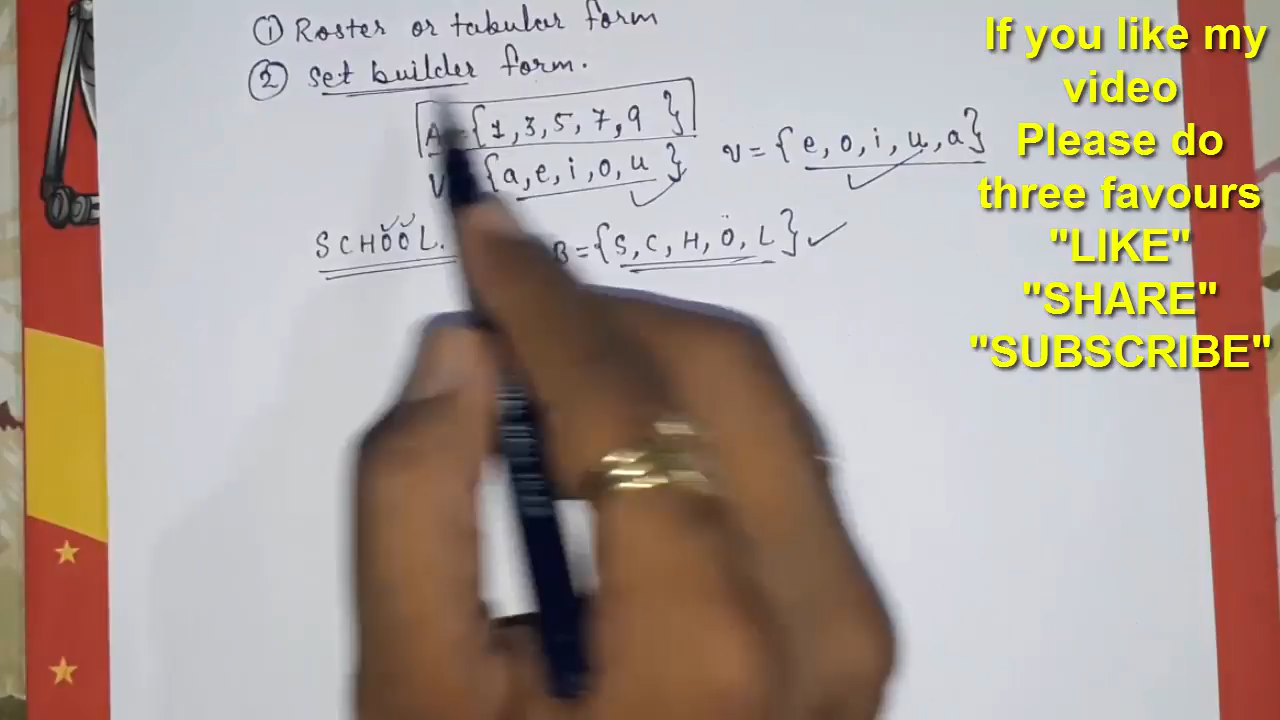 ① Roster or tabular form
② Set builder form.
A = {1, 3, 5, 7, 9}
V {a, e, i, o, u}
v = {e, o, i, u, a}
SCHOOL.
B = {S, C, H, O, L}
If you like my
video
Please do
three favours
"LIKE"
"SHARE"
"SUBSCRIBE"